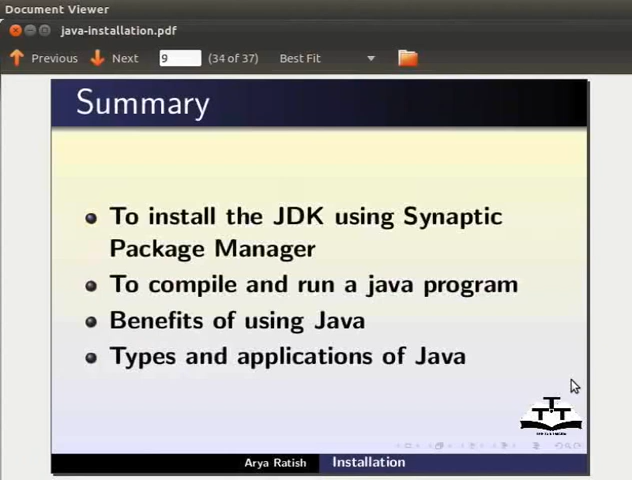 Document Viewer
java-installation.pdf
Previous Next 9 (34 of 37) Best Fit
Summary
To install the JDK using Synaptic
Package Manager
To compile and run a java program
Benefits of using Java
Types and applications of Java
Arya Ratish Installation